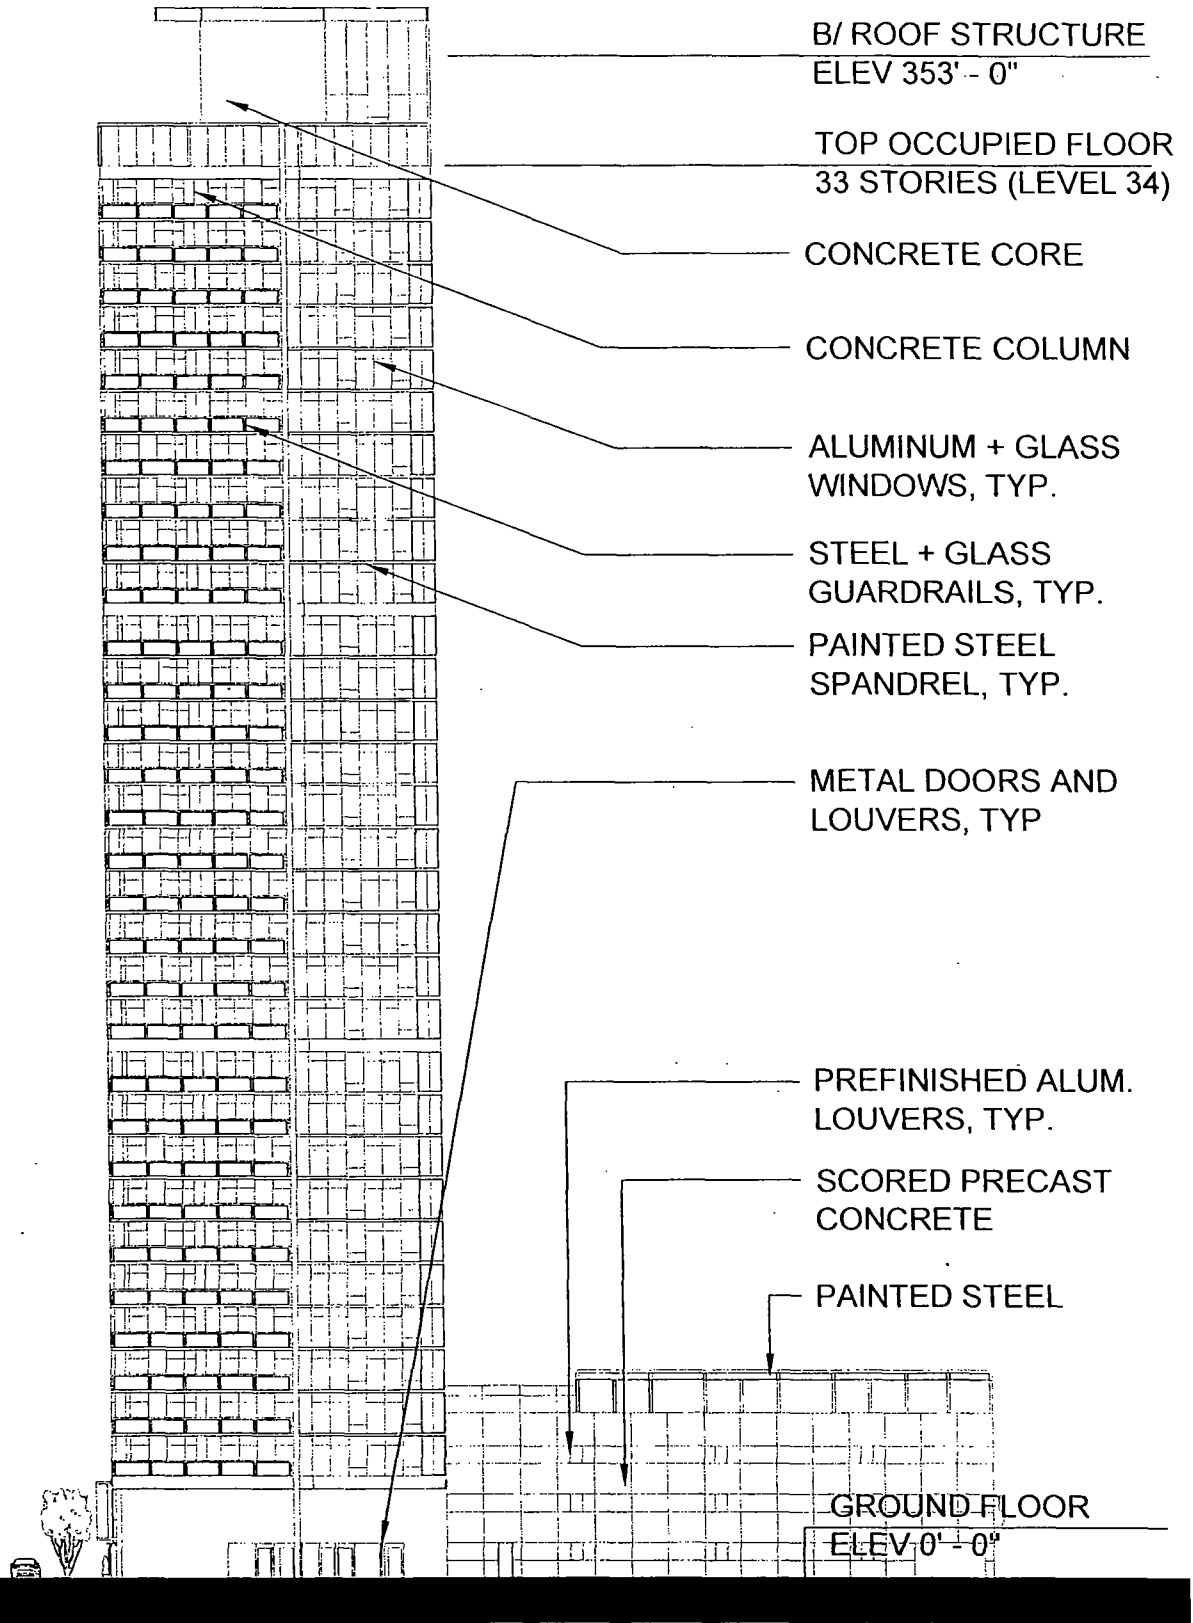 B/ ROOF STRUCTURE
ELEV 353' - 0"
TOP OCCUPIED FLOOR
33 STORIES (LEVEL 34)
CONCRETE CORE
CONCRETE COLUMN
ALUMINUM + GLASS
WINDOWS, TYP.
STEEL + GLASS
GUARDRAILS, TYP.
PAINTED STEEL
SPANDREL, TYP.
METAL DOORS AND
LOUVERS, TYP
PREFINISHED ALUM.
LOUVERS, TYP.
SCORED PRECAST
CONCRETE
PAINTED STEEL
GROUND FLOOR
ELEV 0' - 0"